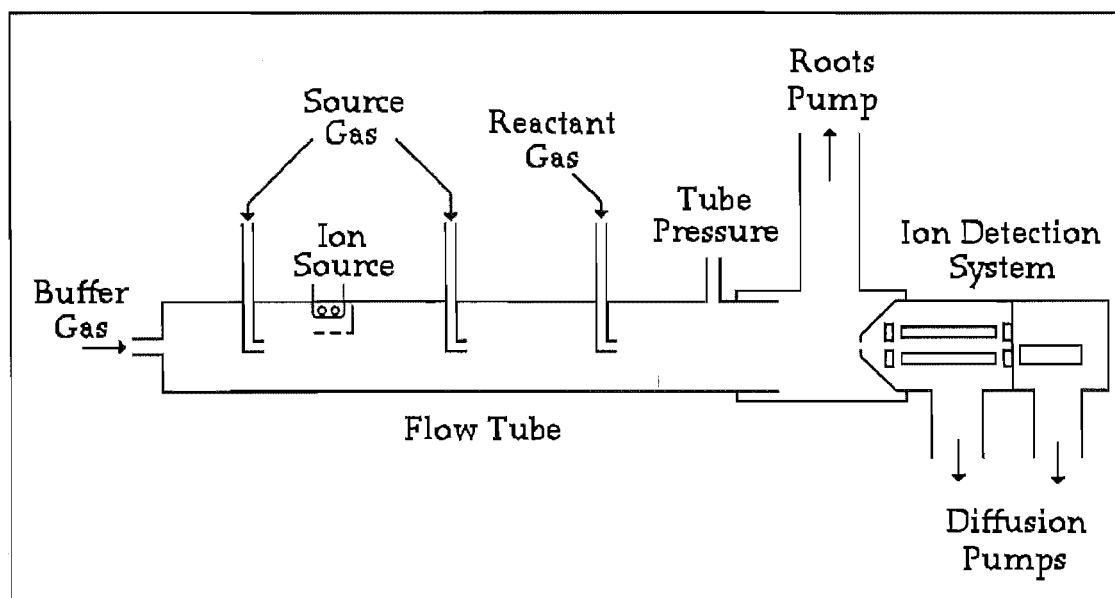 Roots
Pump
Source
Gas
Reactant
Gas
Tube
Pressure
Ion
Source
Ion Detection
System
Buffer
Gas
Flow Tube
Diffusion
Pumps